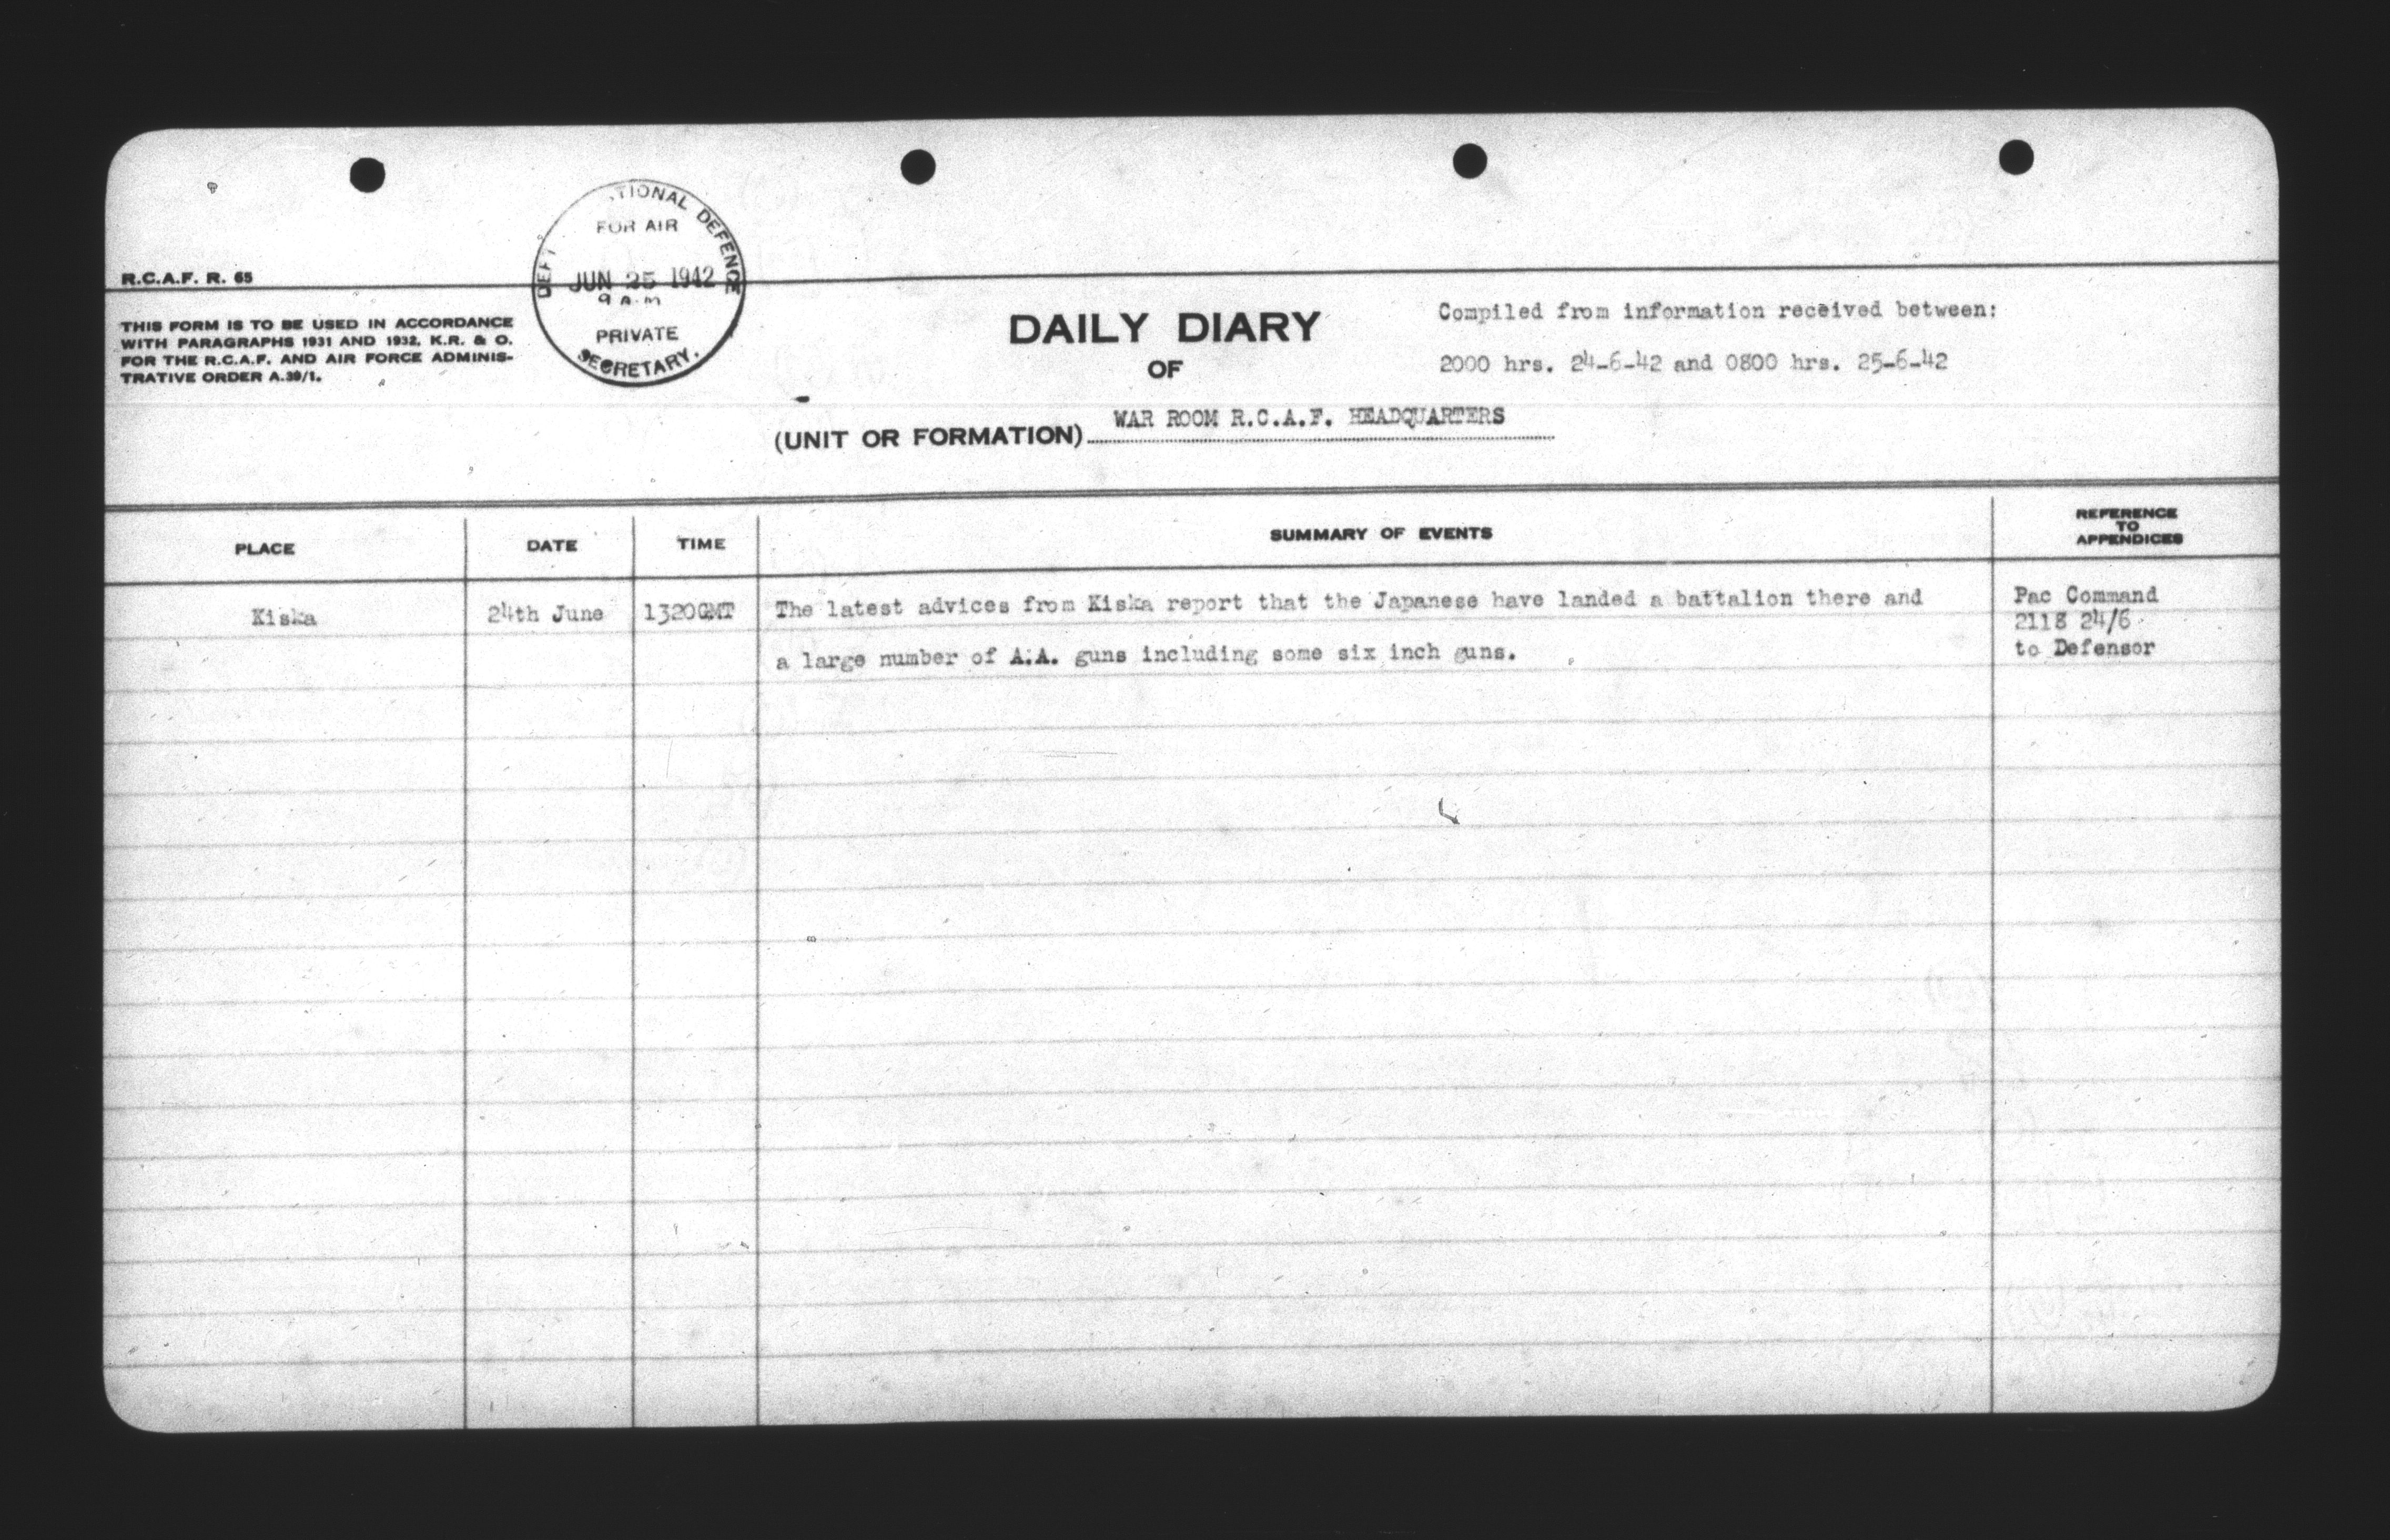 R.C.A.F. R. 65
THIS FORM IS TO BE USED IN ACCORDANCE
WITH PARAGRAPHS 1931 AND 1932, K.R. & O.
FOR THE R.C.A.F. AND AIR FORCE ADMINIS-
TRATIVE ORDER A.39/1.
DEPT TIONAL DEFENCE
FOR AIR
JUN 25 1942
9 A.M
PRIVATE
SECRETARY.
DAILY DIARY
OF
Compiled from information received between:
2000 hrs. 24-6-42 and 0800 hrs. 25-6-42
(UNIT OR FORMATION) WAR ROOM R.C.A.F. HEADQUARTERS
PLACE DATE TIME SUMMARY OF EVENTS REFERENCE
TO
APPENDICES
Kiska 24th June 1320GMT The latest advices from Kiska report that the Japanese have landed a battalion there and
a large number of A.A. guns including some six inch guns.
Pac Command
2118 24/6
to Defensor